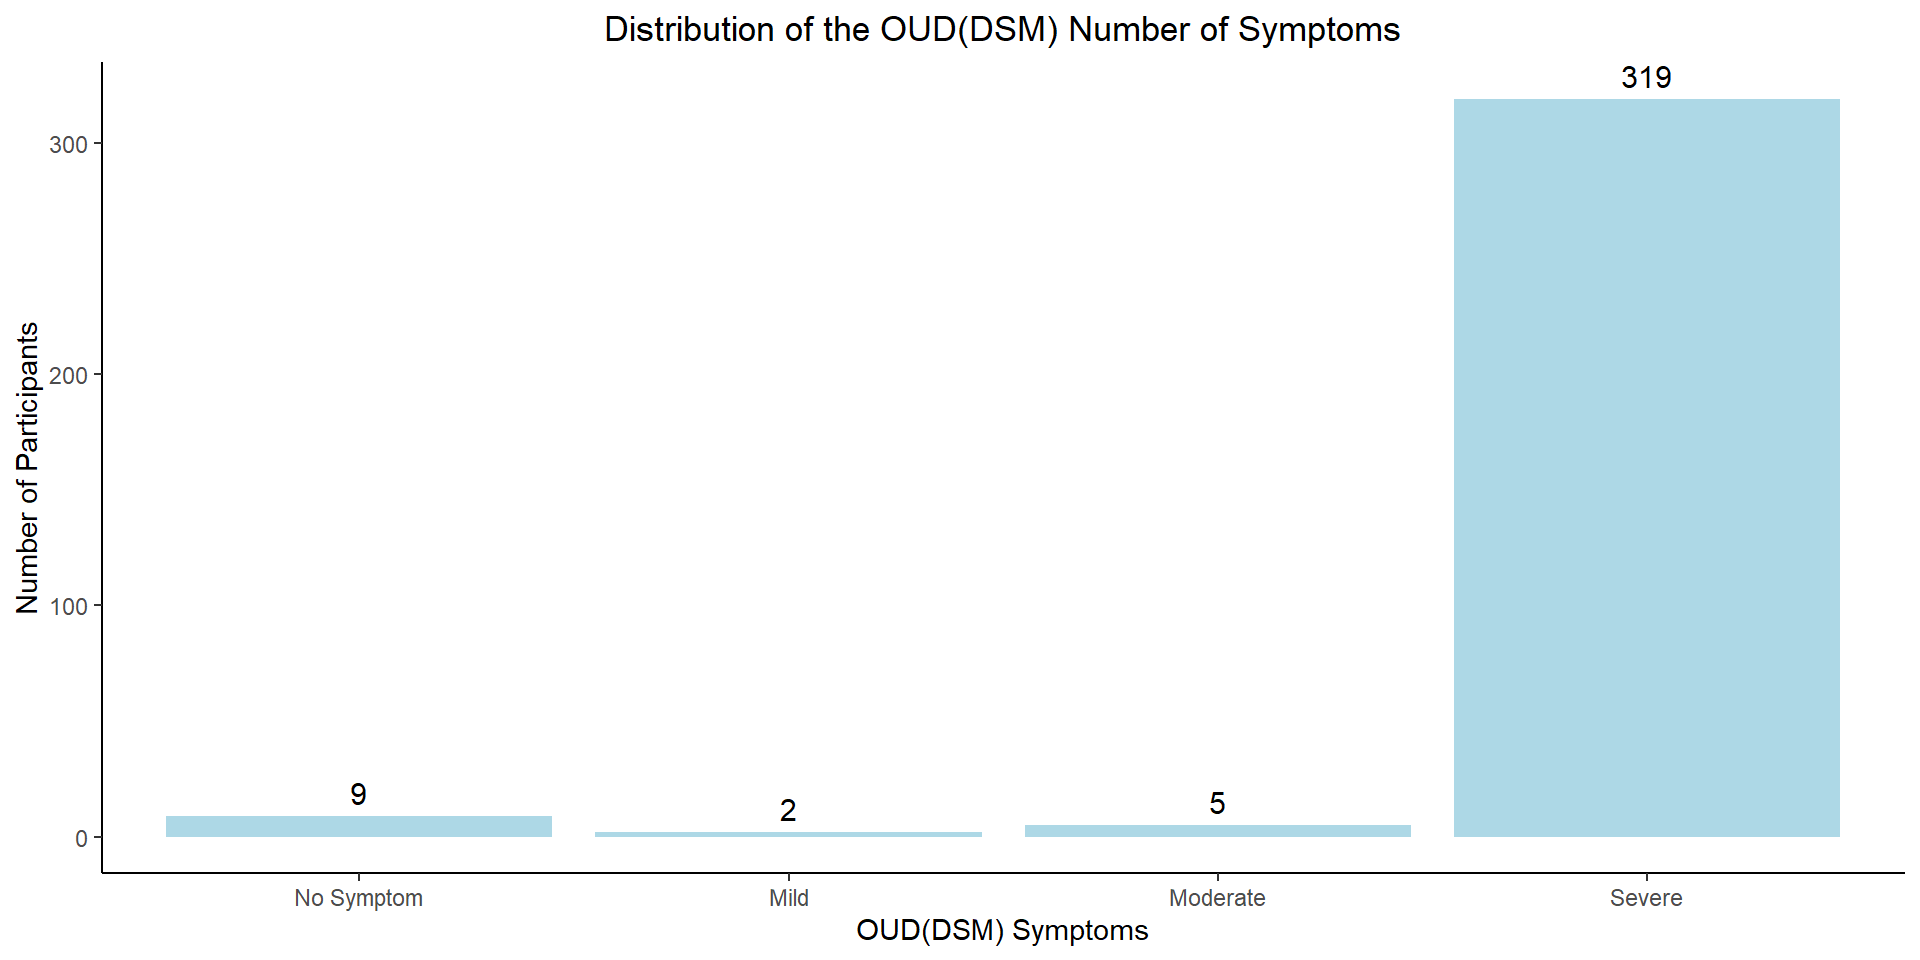 Distribution of the OUD(DSM) Number of Symptoms
319
300
200
100
0
Number of Participants
9
2
5
No Symptom
Mild
Moderate
Severe
OUD(DSM) Symptoms